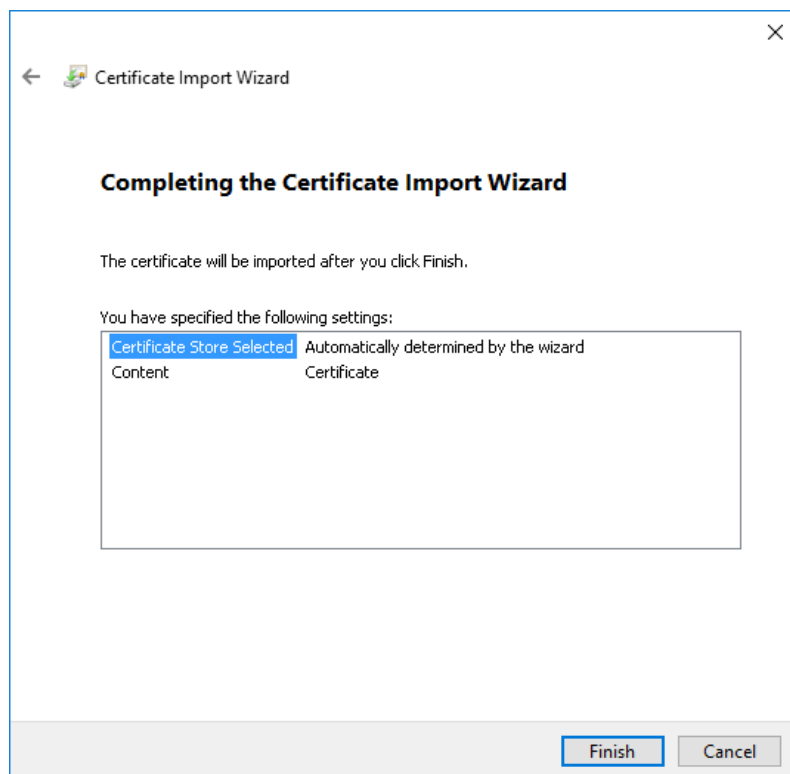 Certificate Import Wizard
Completing the Certificate Import Wizard
The certificate will be imported after you click Finish.
You have specified the following settings:
Certificate Store Selected Automatically determined by the wizard
Content Certificate
Finish Cancel